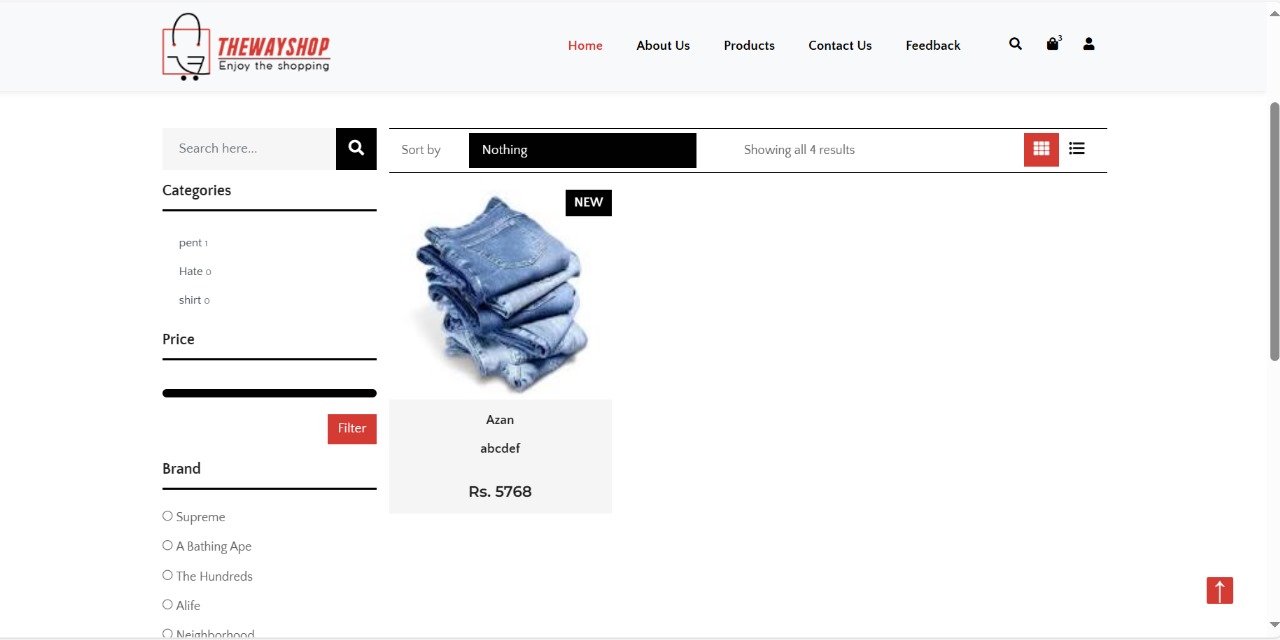 THEWAYSHOP
Enjoy the shopping
Home
About Us
Products
Contact Us
Feedback
3
Search here...
Sort by
Nothing
Showing all 4 results
Categories
pent 1
Hate 0
shirt 0
Price
Filter
Brand
Supreme
A Bathing Ape
The Hundreds
Alife
Neighborhood
NEW
Azan
abcdef
Rs. 5768